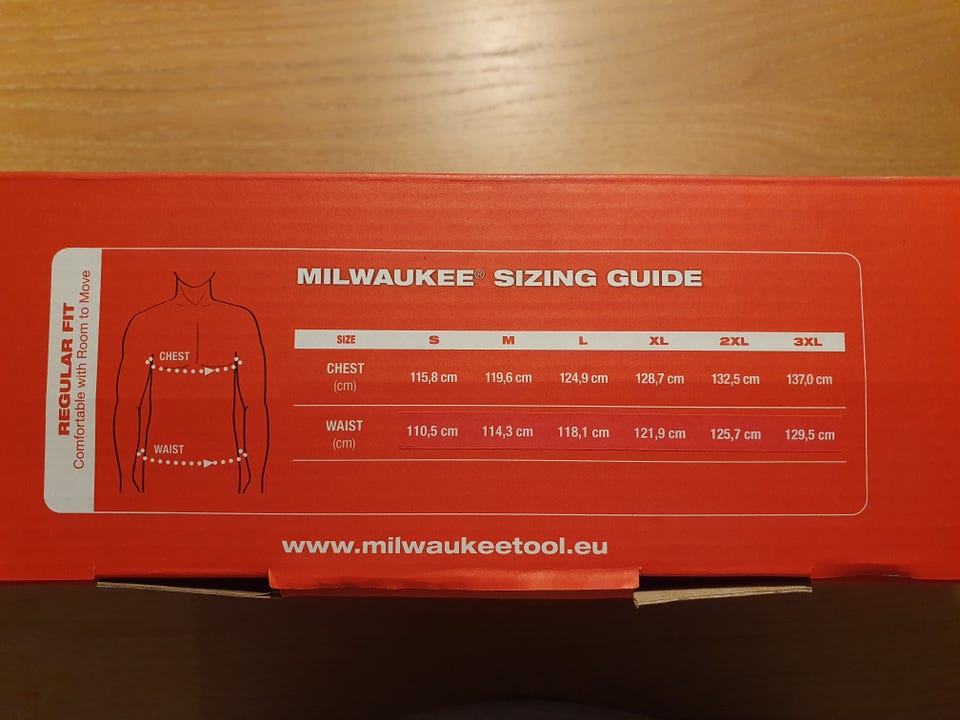 REGULAR FIT
Comfortable with Room to Move
CHEST
WAIST
MILWAUKEE® SIZING GUIDE
SIZE S M L XL 2XL 3XL
CHEST (cm) 115,8 cm 119,6 cm 124,9 cm 128,7 cm 132,5 cm 137,0 cm
WAIST (cm) 110,5 cm 114,3 cm 118,1 cm 121,9 cm 125,7 cm 129,5 cm
www.milwaukeetool.eu